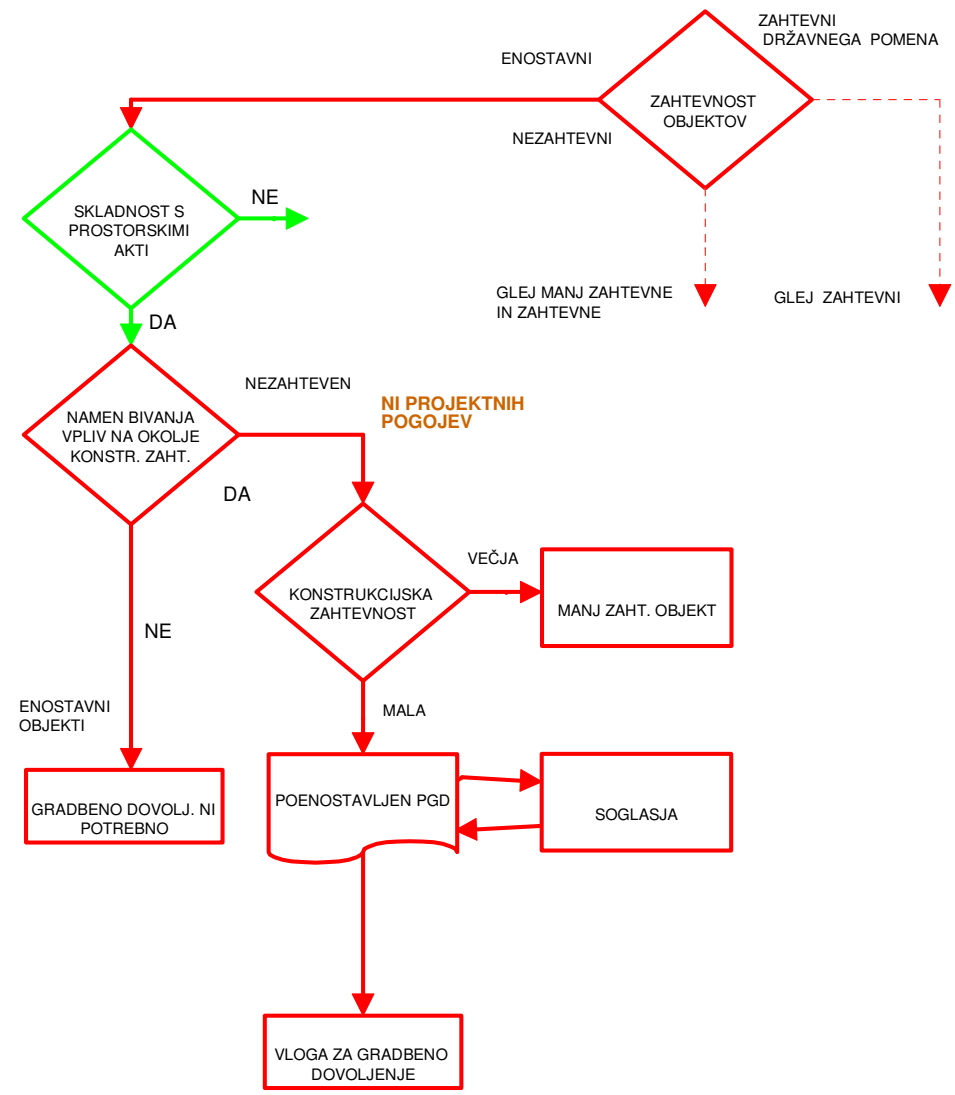 ZAHTEVNI
DRŽAVNEGA POMENA
ENOSTAVNI
ZAHTEVNOST
OBJEKTOV
NEZAHTEVNI
NE
SKLADNOST S
PROSTORSKIMI
AKTI
GLEJ MANJ ZAHTEVNE
IN ZAHTEVNE
GLEJ ZAHTEVNI
DA
NEZAHTEVEN
NI PROJEKTNIH
POGOJEV
NAMEN BIVANJA
VPLIV NA OKOLJE
KONSTR. ZAHT.
DA
VEČJA
KONSTRUKCIJSKA
ZAHTEVNOST
MANJ ZAHT. OBJEKT
NE
ENOSTAVNI
OBJEKTI
MALA
GRADBENO DOVOLJ. NI
POTREBNO
POENOSTAVLJEN PGD
SOGLASJA
VLOGA ZA GRADBENO
DOVOLJENJE